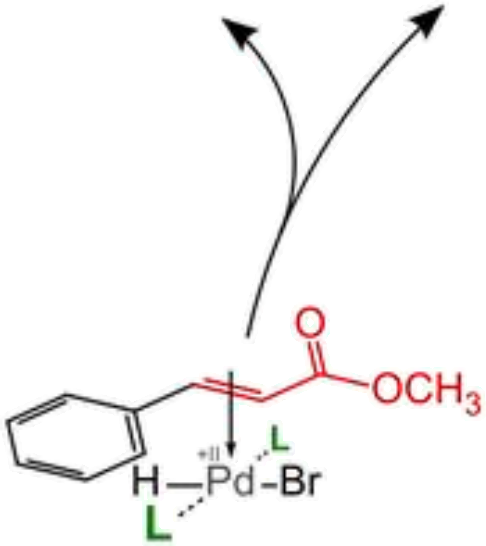 O
OCH₃
L
+II
H Pd Br
L